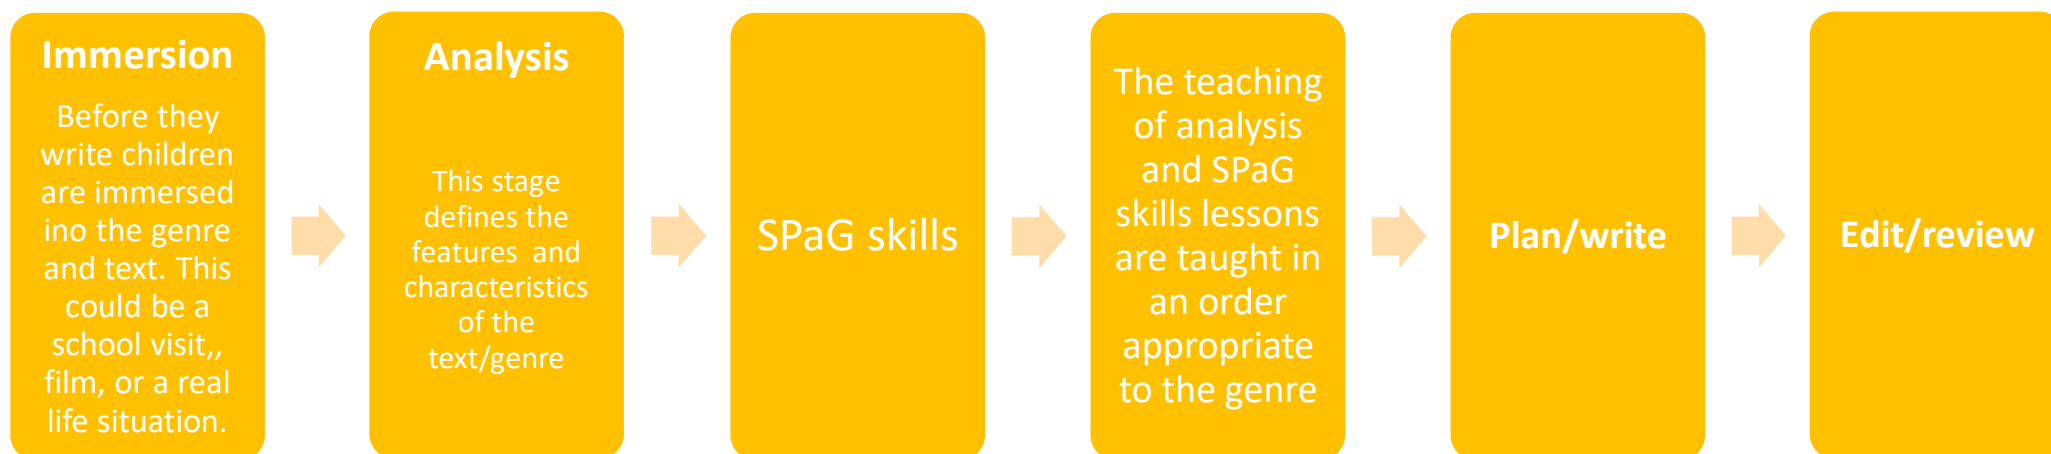 Immersion
Before they
write children
are immersed
ino the genre
and text. This
could be a
school visit,,
film, or a real
life situation.
Analysis
This stage
defines the
features and
characteristics
of the
text/genre
SPaG skills
The teaching
of analysis
and SPaG
skills lessons
are taught in
an order
appropriate
to the genre
Plan/write
Edit/review